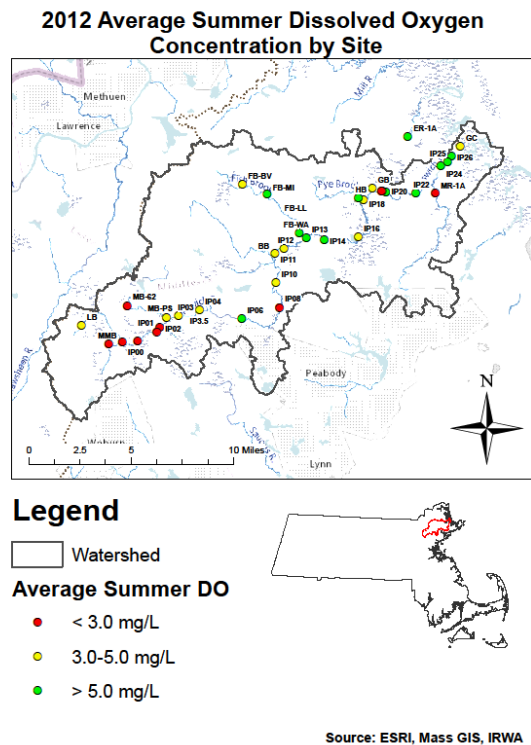 2012 Average Summer Dissolved Oxygen
Concentration by Site
Methuen
Lawrence
Mill R
ER-1A
GC
IP25
IP26
IP24
FB-BV
FB-MI
Pye Bro
GB
HB
IP20
IP22
MR-1A
IP18
FB-LL
FB-WA
IP13
IP12
IP14
IP16
BB
IP11
IP10
MB-62
MB-PS
IP03
IP04
IP08
LB
IP01
IP02
IP3.5
IP06
MMB
IP00
Peabody
N
Woburn
Lynn
0 2.5 5 10 Miles
Legend
Watershed
Average Summer DO
< 3.0 mg/L
3.0-5.0 mg/L
> 5.0 mg/L
Source: ESRI, Mass GIS, IRWA